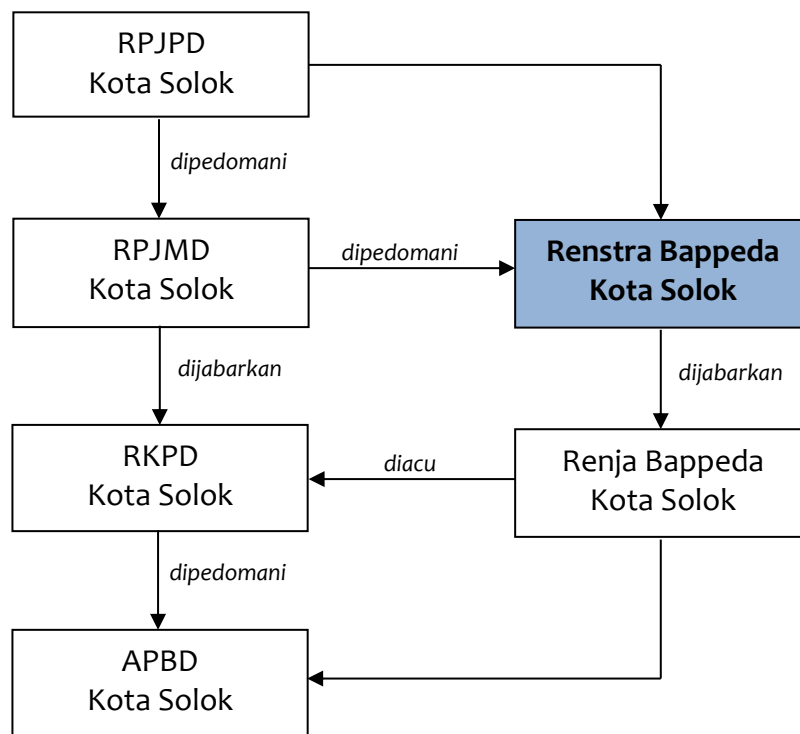 RPJPD
Kota Solok
dipedomani
RPJMD
Kota Solok
dipedomani
Renstra Bappeda
Kota Solok
dijabarkan
dijabarkan
RKPD
Kota Solok
diacu
Renja Bappeda
Kota Solok
dipedomani
APBD
Kota Solok